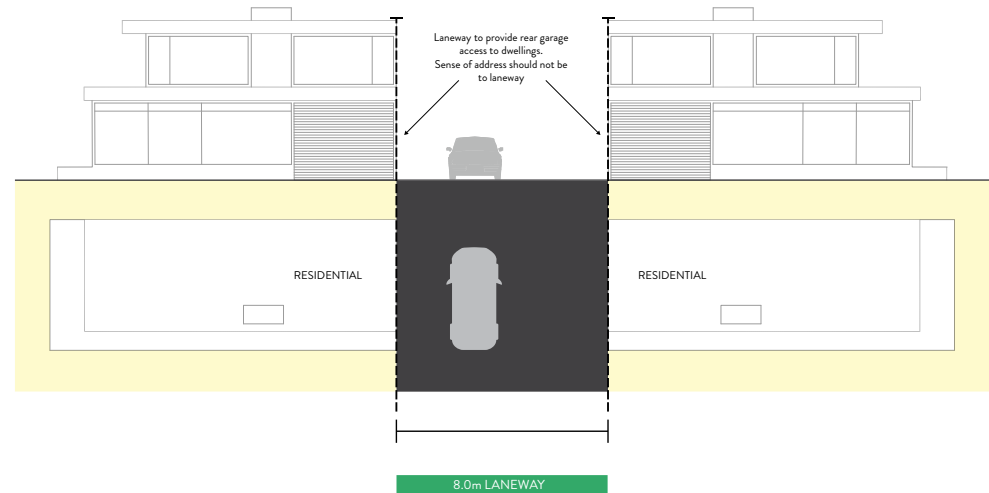 Laneway to provide rear garage
access to dwellings.
Sense of address should not be
to laneway
RESIDENTIAL
RESIDENTIAL
8.0m LANEWAY